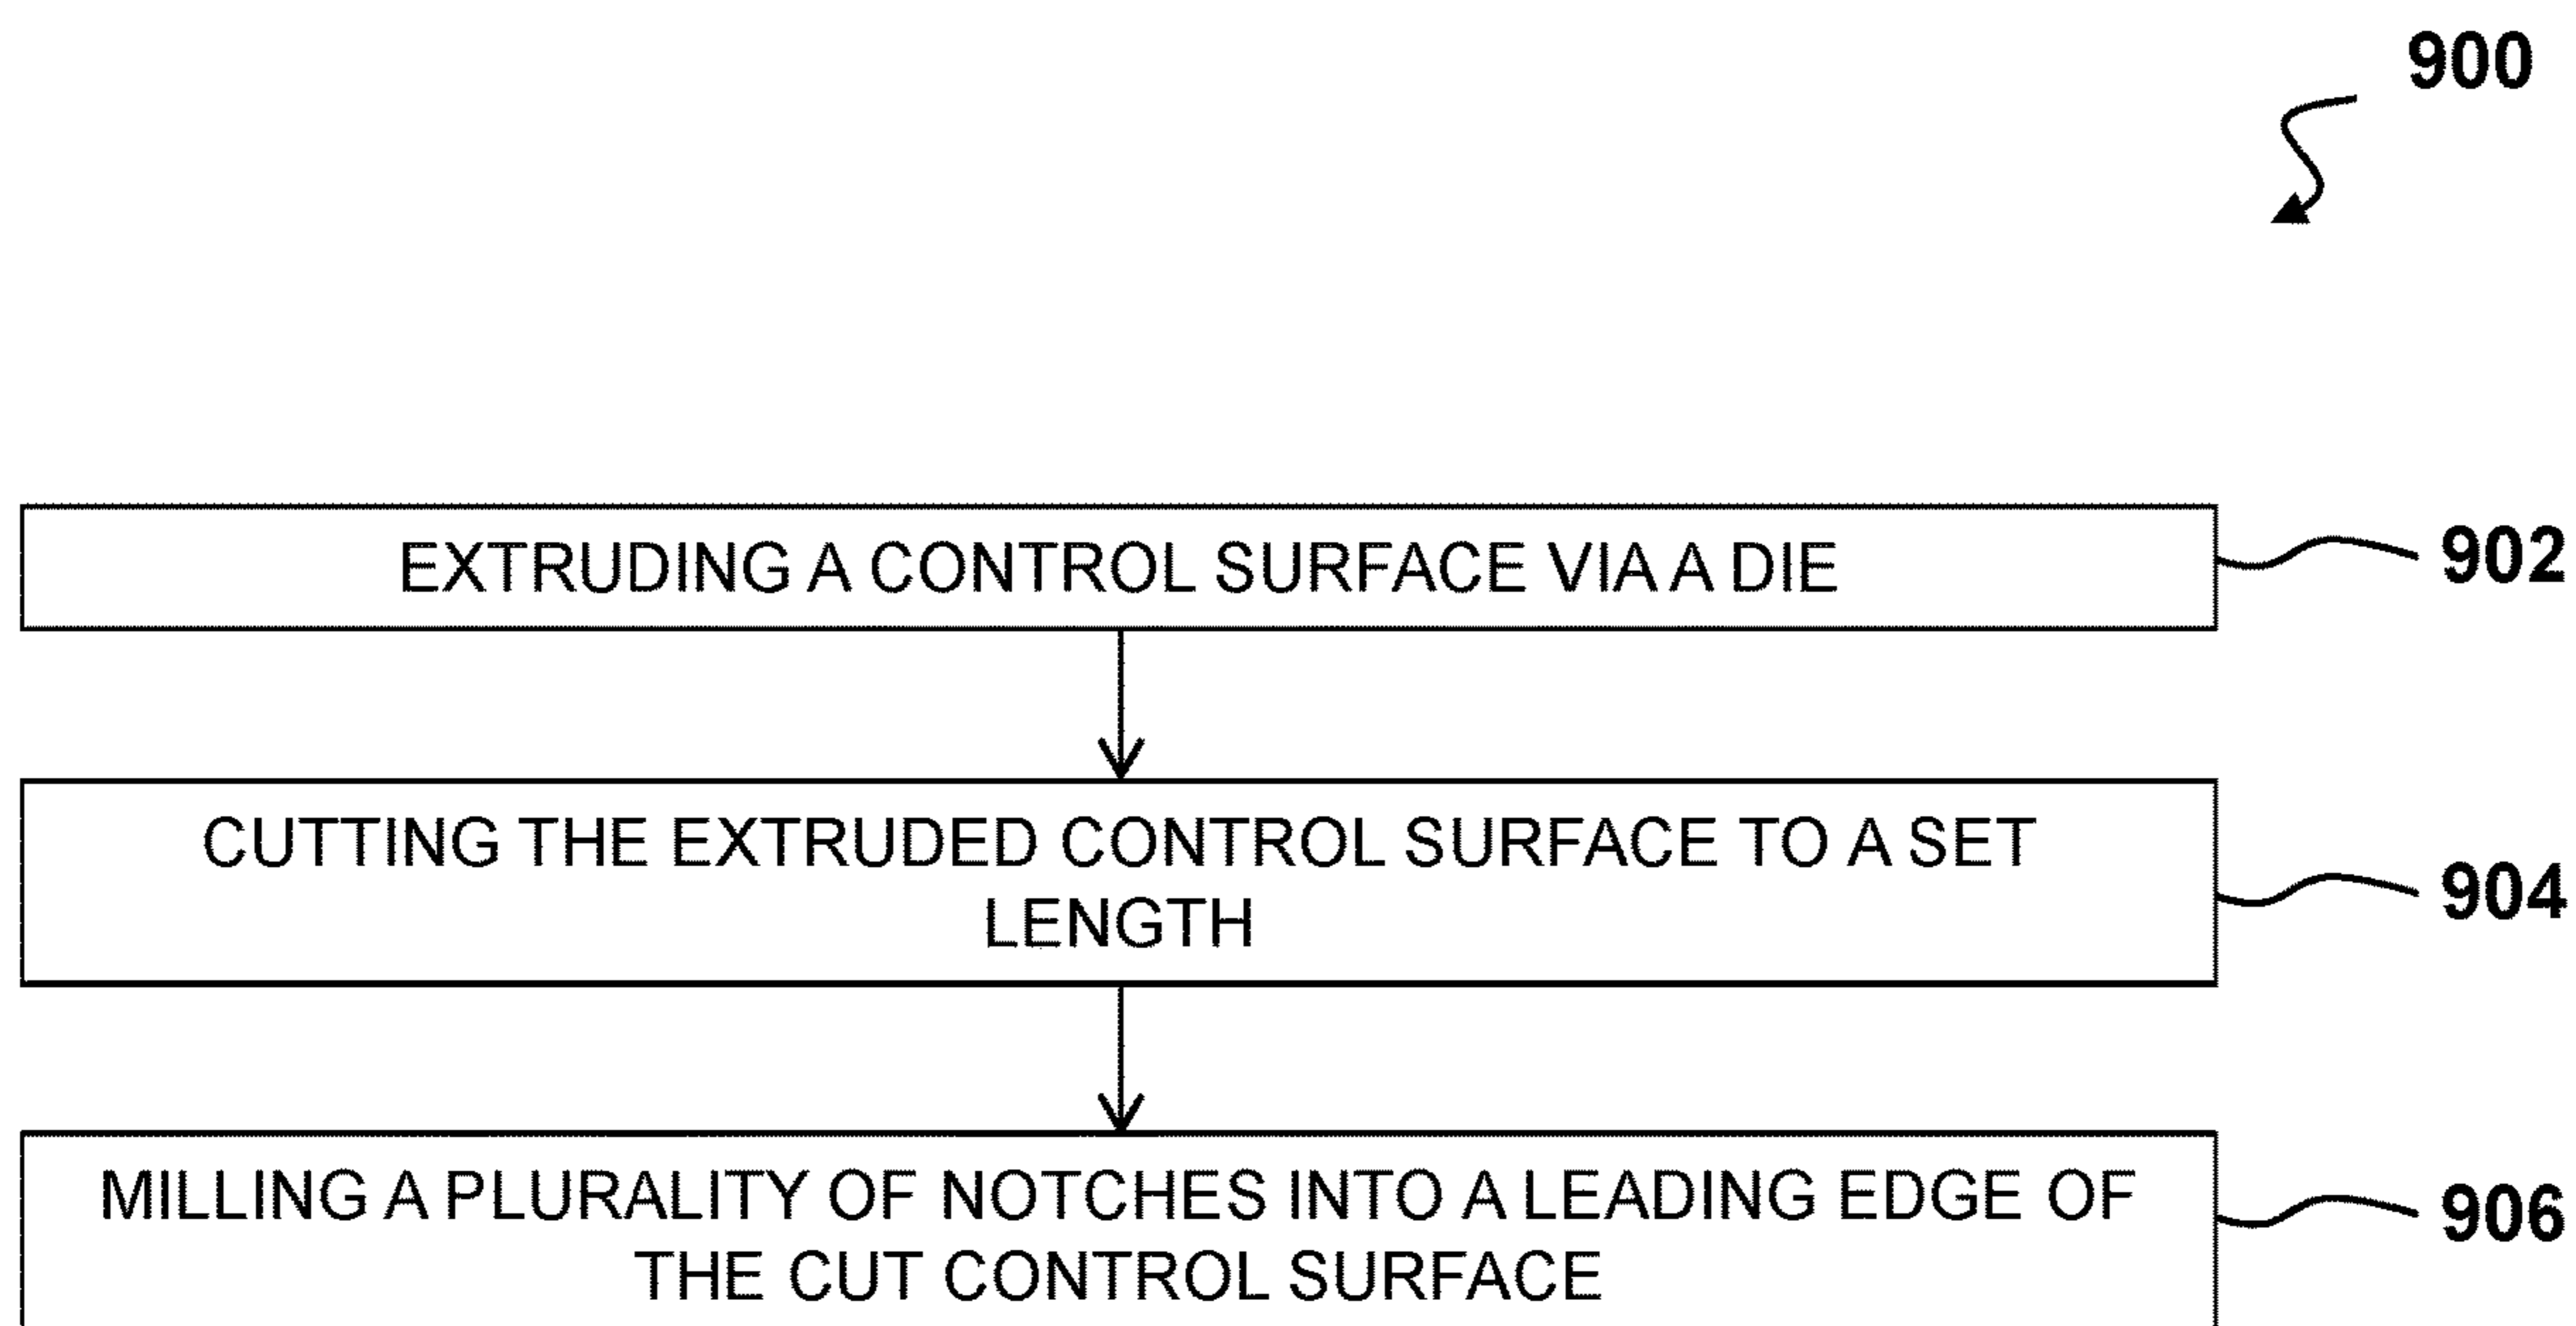 900
EXTRUDING A CONTROL SURFACE VIA A DIE
902
CUTTING THE EXTRUDED CONTROL SURFACE TO A SET
LENGTH
904
MILLING A PLURALITY OF NOTCHES INTO A LEADING EDGE OF
THE CUT CONTROL SURFACE
906